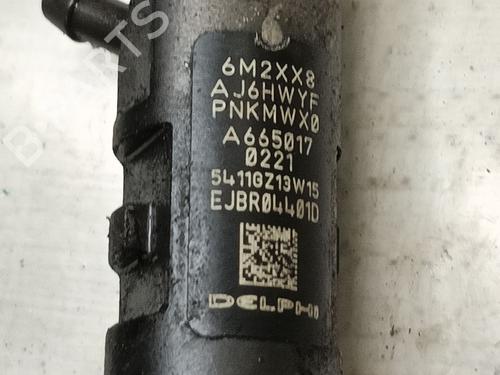 6M2XX8
AJ6HWYF
PNKMWX0
A665017
0221
5411GZ13W15
EJBR04401D
DELPHI